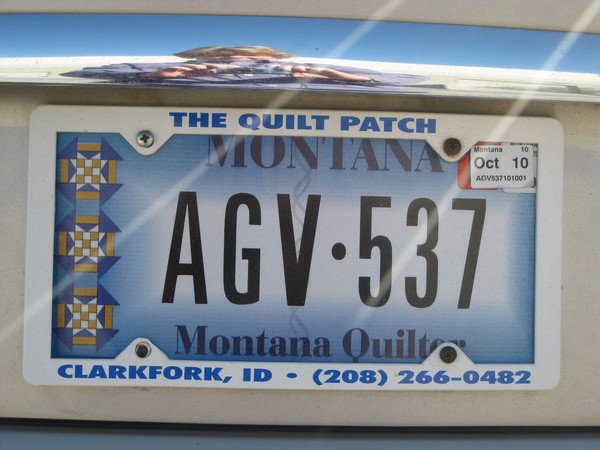 THE QUILT PATCH
MONTANA
Montana 10
Oct 10
AGV537101001
AGV•537
Montana Quilter
CLARKFORK, ID • (208) 266-0482